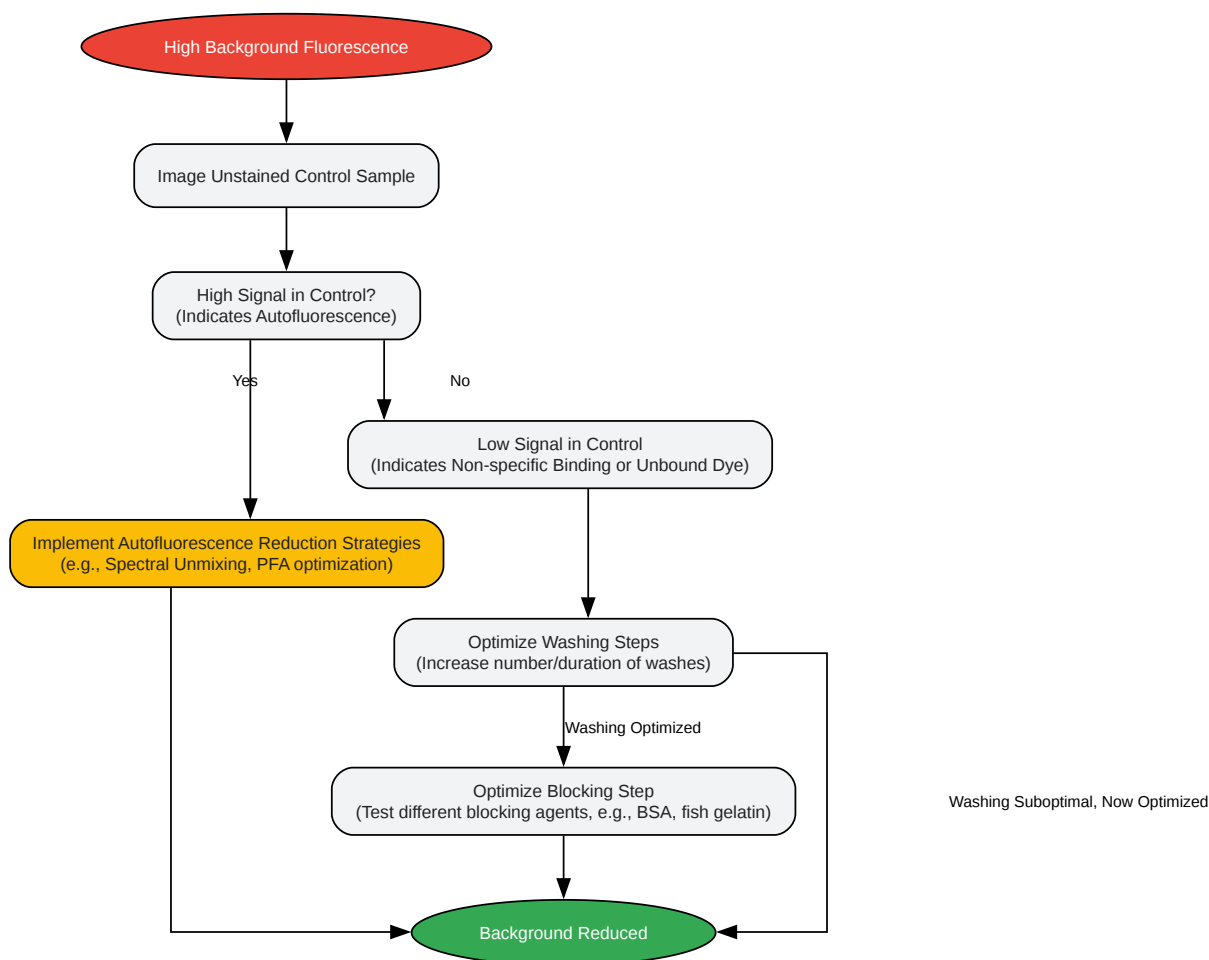 High Background Fluorescence
Image Unstained Control Sample
High Signal in Control?
(Indicates Autofluorescence)
Yes
No
Low Signal in Control
(Indicates Non-specific Binding or Unbound Dye)
Implement Autofluorescence Reduction Strategies
(e.g., Spectral Unmixing, PFA optimization)
Optimize Washing Steps
(Increase number/duration of washes)
Washing Optimized
Optimize Blocking Step
(Test different blocking agents, e.g., BSA, fish gelatin)
Washing Suboptimal, Now Optimized
Background Reduced